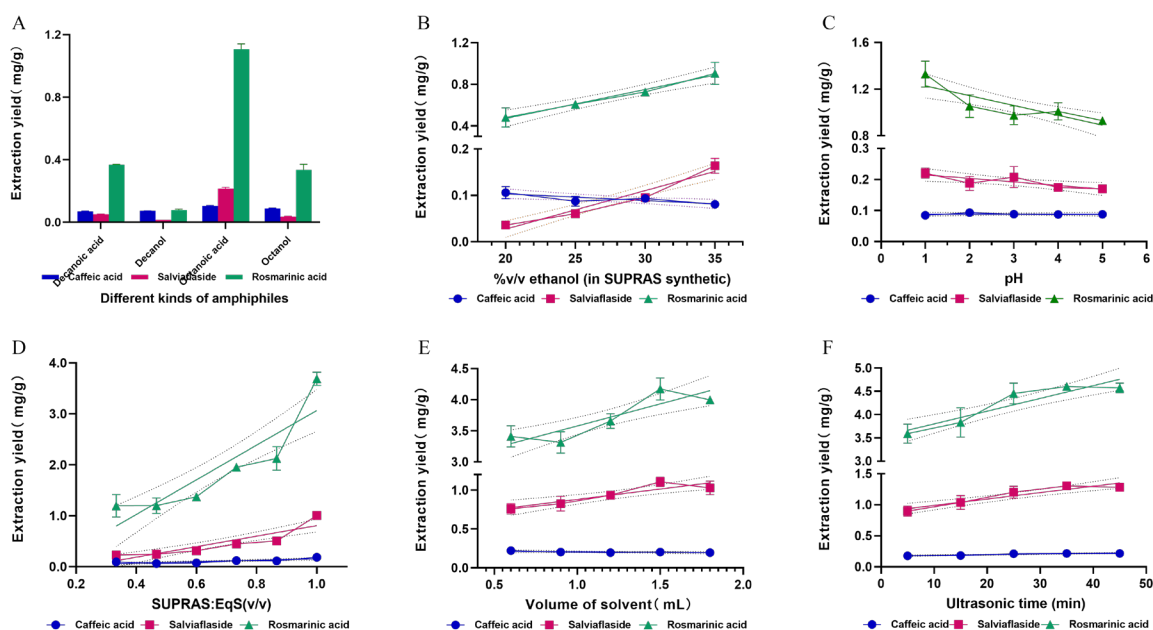 A
Extraction yield( mg/g)
1.2
0.8
0.4
0.0
Decanoic acid
Decanol
Octanoic acid
Octanol
Caffeic acid
Salviaflaside
Rosmarinic acid
Different kinds of amphiphiles
B
Extraction yield( mg/g)
1.2
0.8
0.4
0.2
0.1
0.0
20
25
30
35
%v/v ethanol (in SUPRAS synthetic)
Caffeic acid
Salviaflaside
Rosmarinic acid
C
Extraction yield( mg/g)
1.6
1.2
0.8
0.3
0.2
0.1
0.0
0
1
2
3
4
5
6
pH
Caffeic acid
Salviaflaside
Rosmarinic acid
D
Extraction yield( mg/g)
4.0
3.0
2.0
1.0
0.0
0.2
0.4
0.6
0.8
1.0
SUPRAS:EqS(v/v)
Caffeic acid
Salviaflaside
Rosmarinic acid
E
Extraction yield( mg/g)
4.5
4.0
3.5
3.0
1.0
0.5
0.0
0.5
1.0
1.5
2.0
Volume of solvent( mL)
Caffeic acid
Salviaflaside
Rosmarinic acid
F
Extraction yield( mg/g)
5.0
4.5
4.0
3.5
3.0
1.5
1.0
0.5
0.0
0
10
20
30
40
50
Ultrasonic time (min)
Caffeic acid
Salviaflaside
Rosmarinic acid